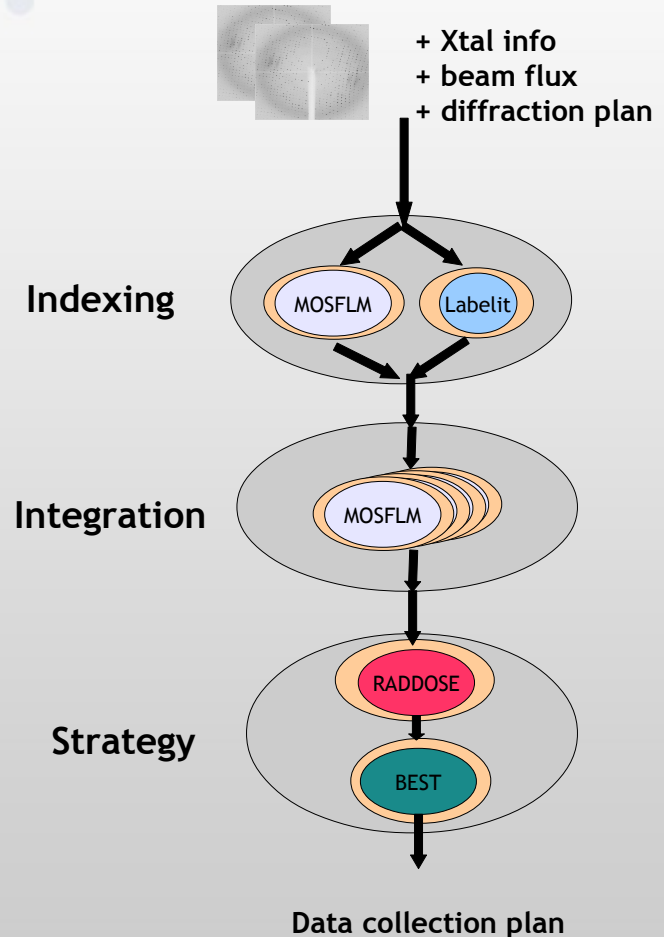 + Xtal info
+ beam flux
+ diffraction plan
Indexing
MOSFLM
Labelit
Integration
MOSFLM
RADDOSE
Strategy
BEST
Data collection plan